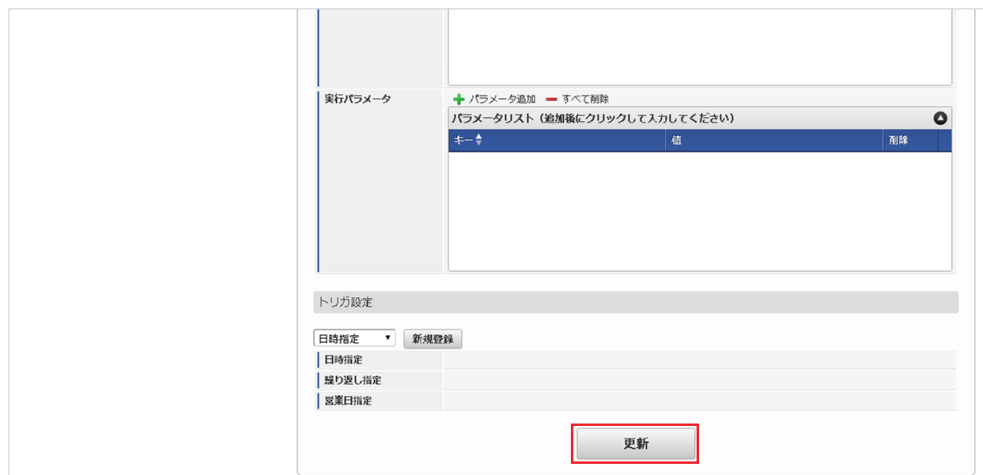 実行パラメータ
パラメータ追加 すべて削除
パラメータリスト（追加後にクリックして入力してください）
キー 値 削除
トリガ設定
日時指定 新規登録
日時指定
繰り返し指定
営業日指定
更新